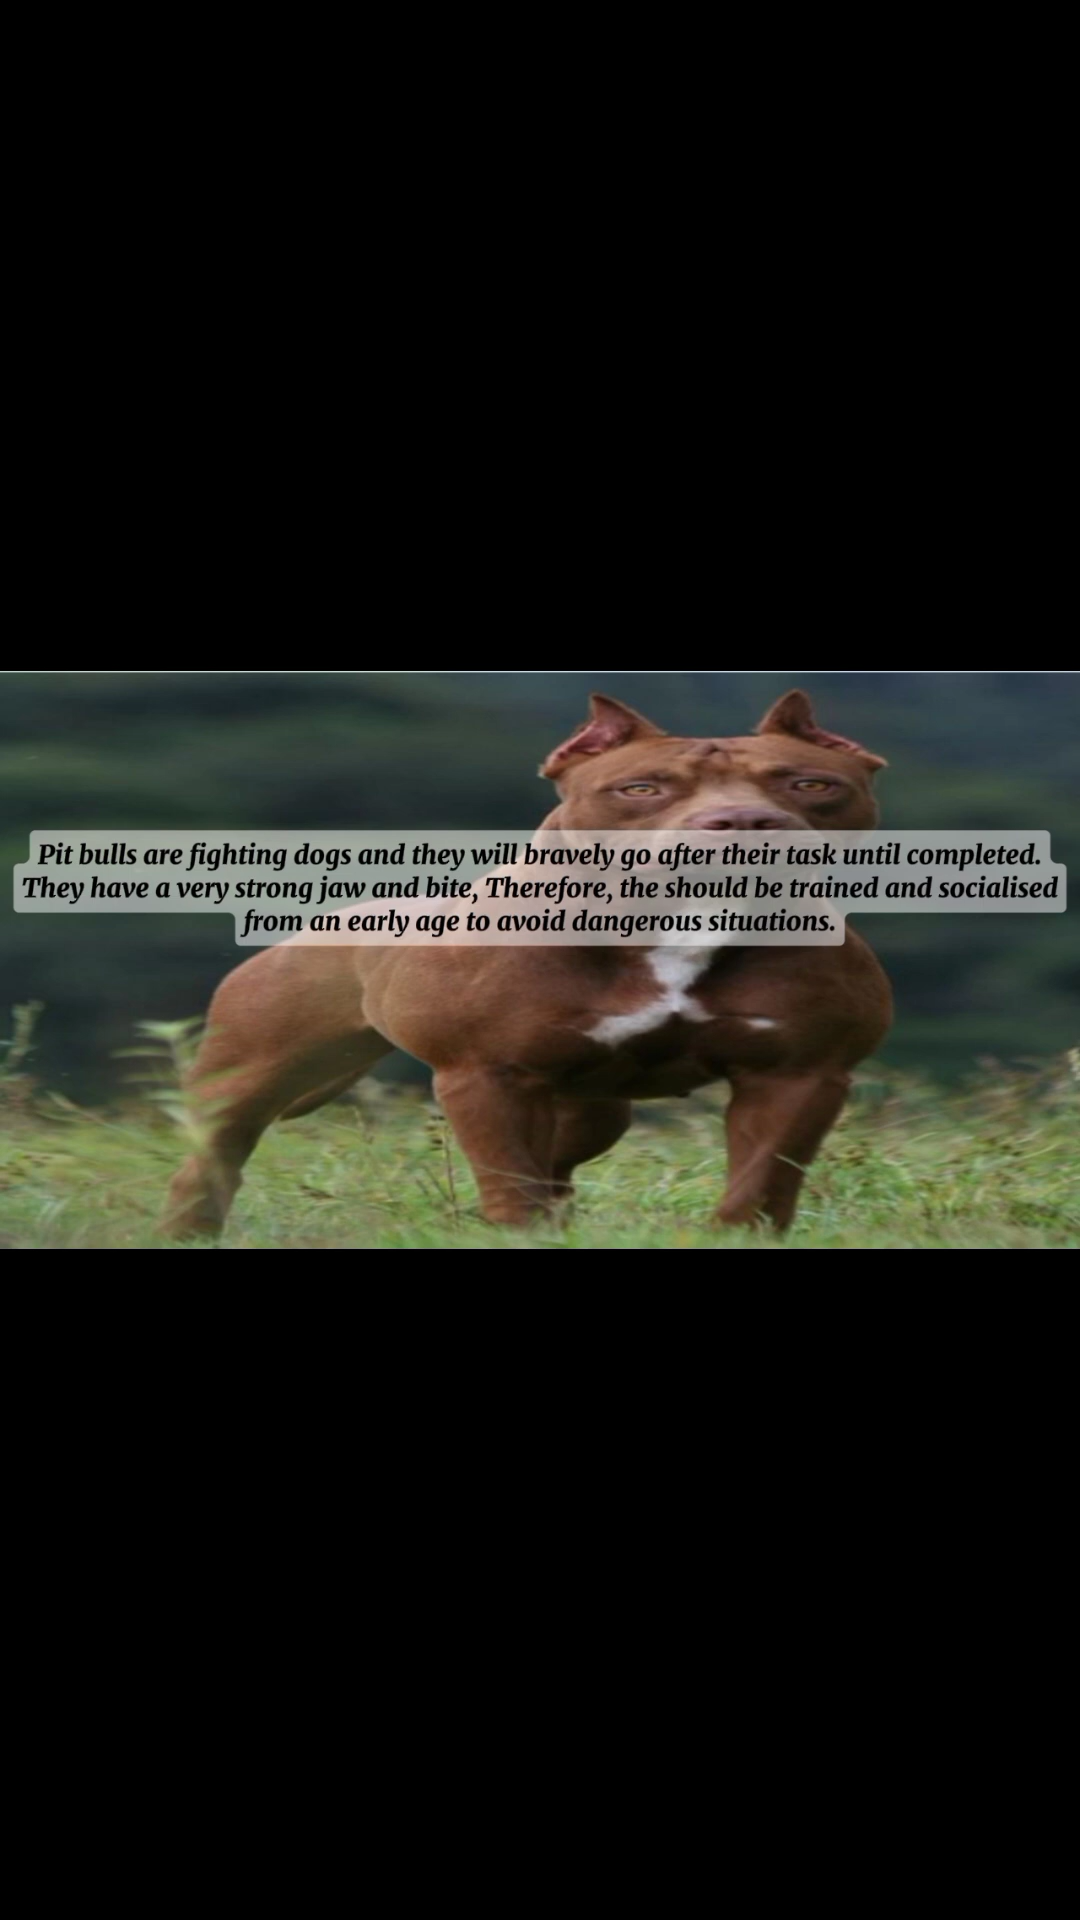 Pit bulls are fighting dogs and they will bravely go after their task until completed.
They have a very strong jaw and bite, Therefore, the should be trained and socialised
from an early age to avoid dangerous situations.